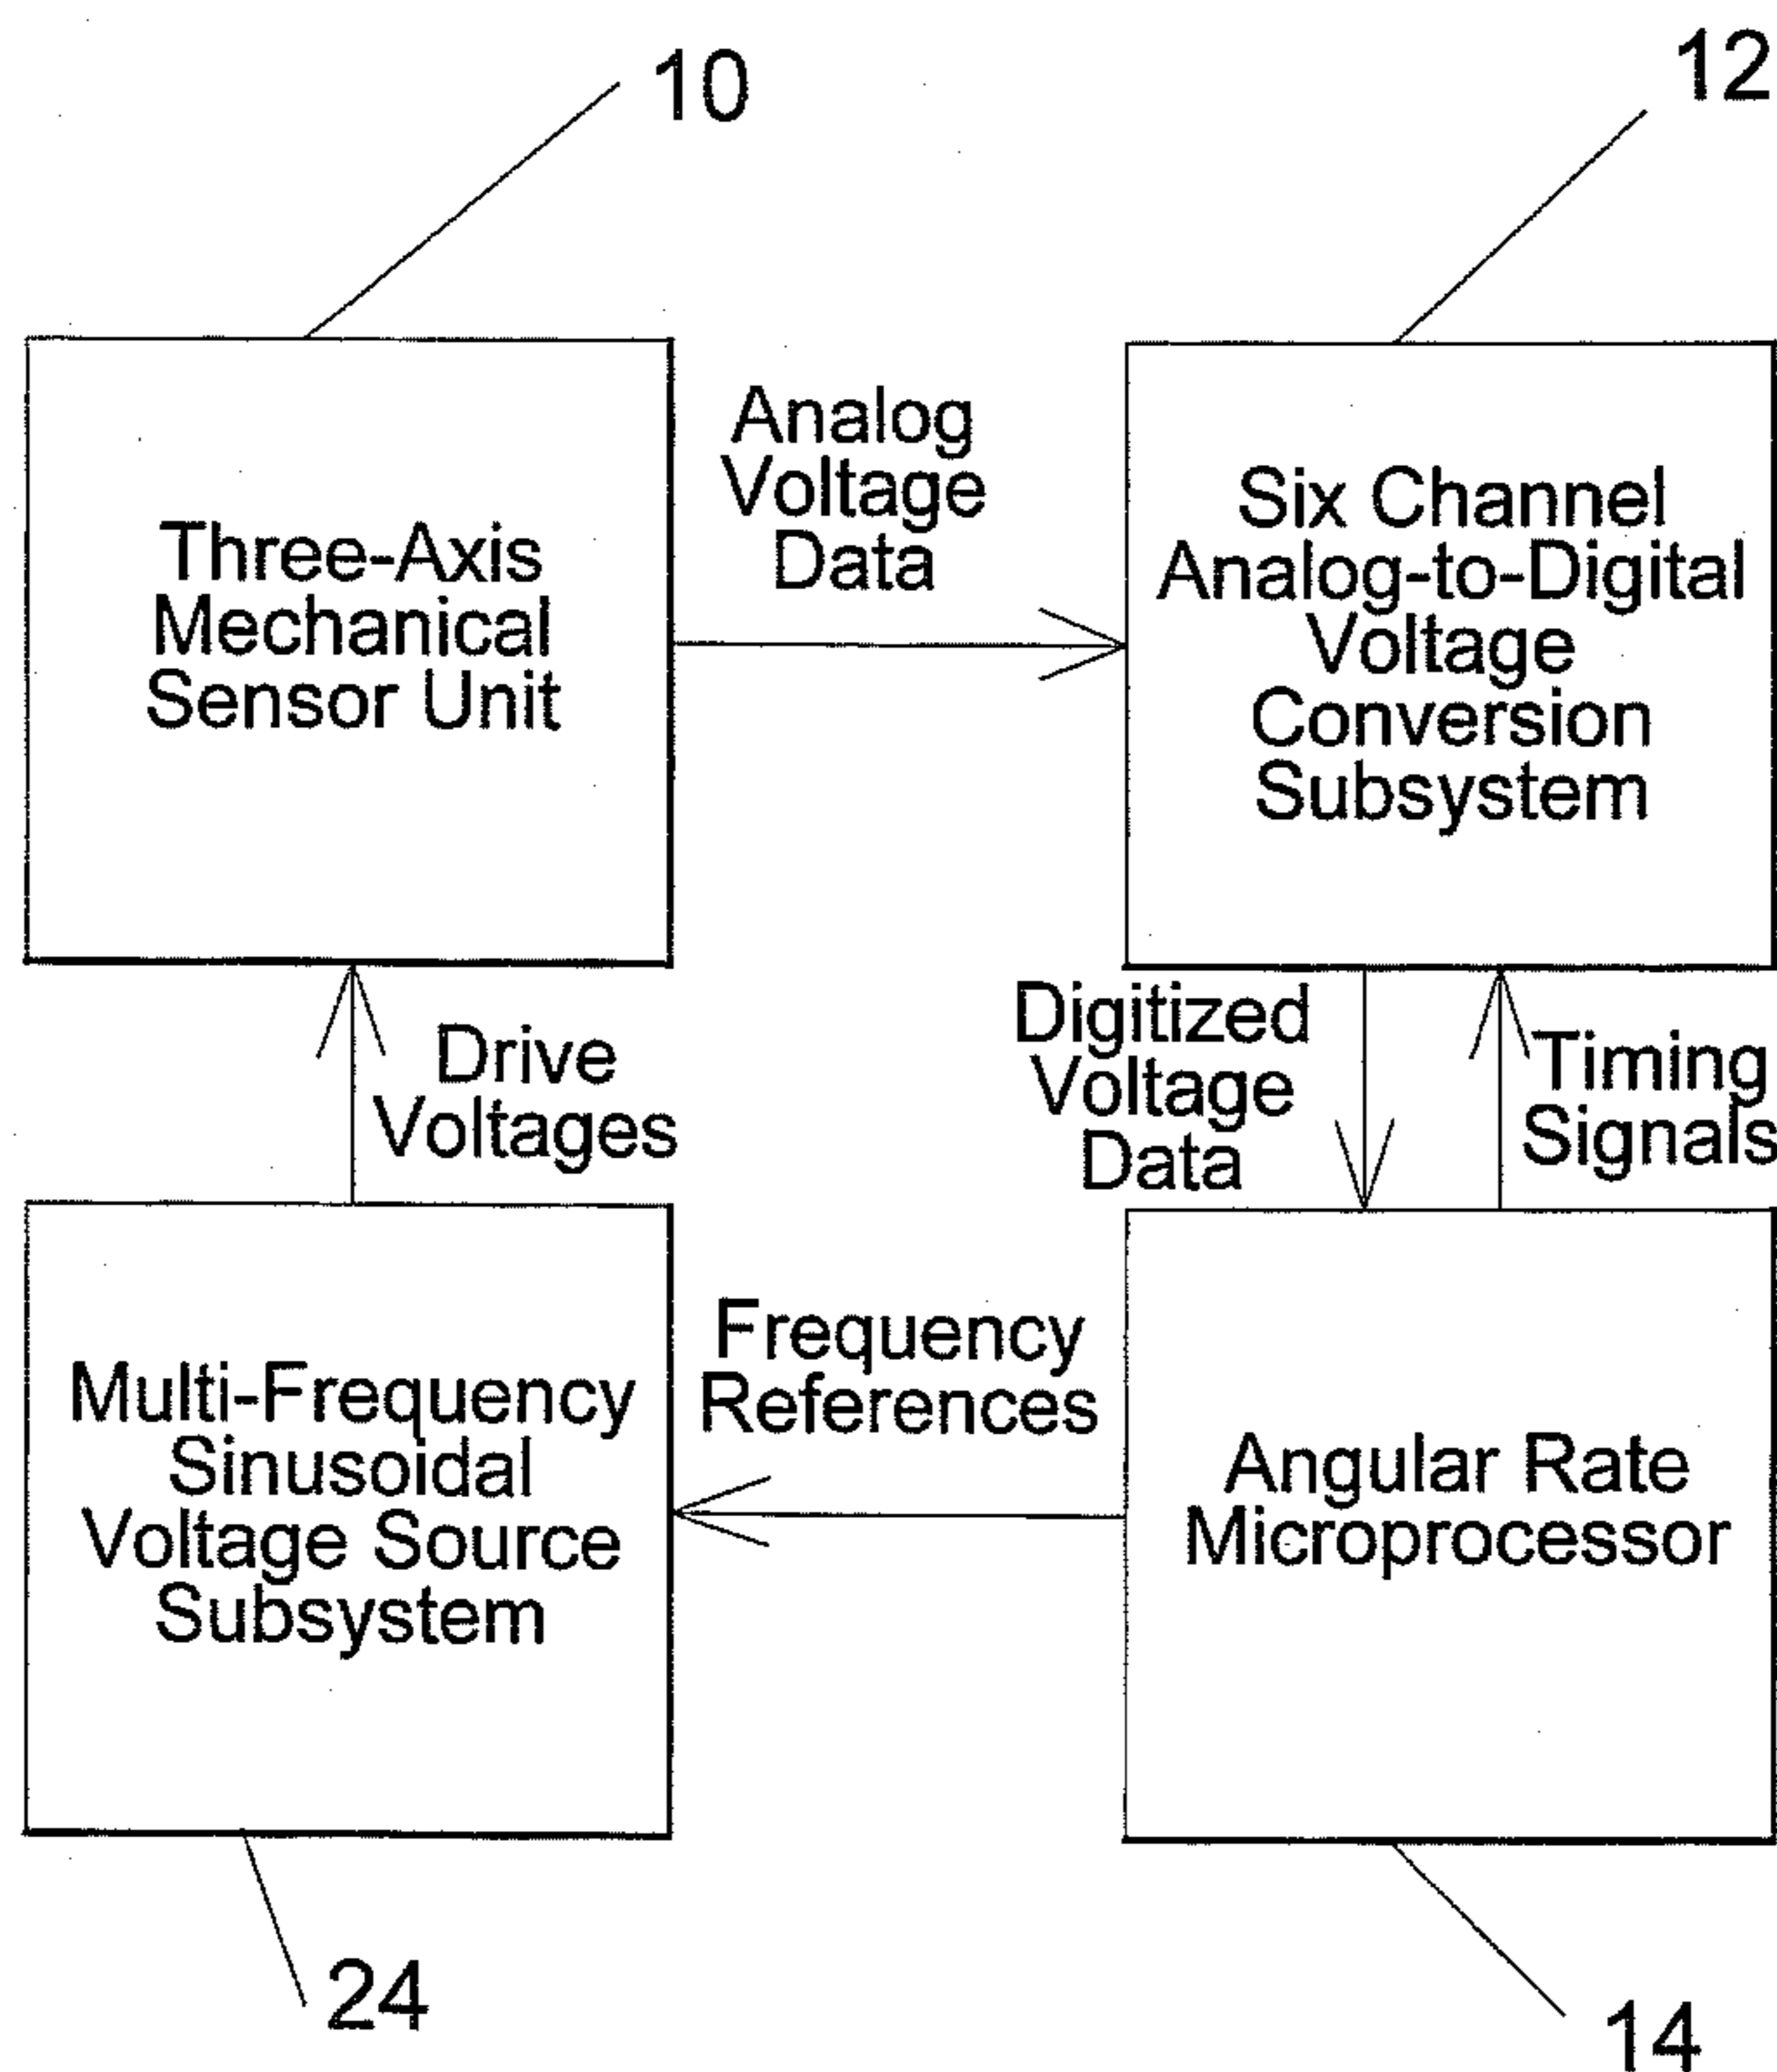 10
12
Three-Axis
Mechanical
Sensor Unit
Analog
Voltage
Data
Six Channel
Analog-to-Digital
Voltage
Conversion
Subsystem
Drive
Voltages
Digitized
Voltage
Data
Timing
Signals
Multi-Frequency
Sinusoidal
Voltage Source
Subsystem
Frequency
References
Angular Rate
Microprocessor
24
14